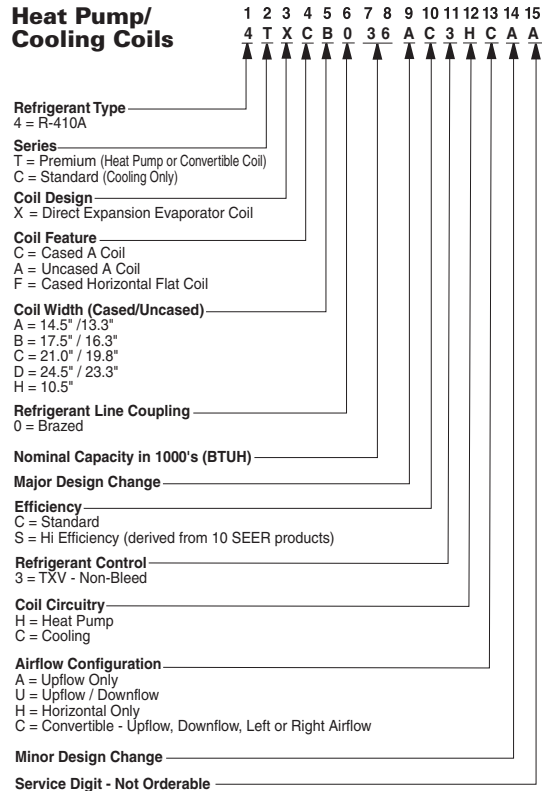 Heat Pump/
Cooling Coils
1 2 3 4 5 6 7 8 9 10 11 12 13 14 15
4 T X C B 0 3 6 A C 3 H C A A
Refrigerant Type
4 = R-410A
Series
T = Premium (Heat Pump or Convertible Coil)
C = Standard (Cooling Only)
Coil Design
X = Direct Expansion Evaporator Coil
Coil Feature
C = Cased A Coil
A = Uncased A Coil
F = Cased Horizontal Flat Coil
Coil Width (Cased/Uncased)
A = 14.5" /13.3"
B = 17.5" / 16.3"
C = 21.0" / 19.8"
D = 24.5" / 23.3"
H = 10.5"
Refrigerant Line Coupling
0 = Brazed
Nominal Capacity in 1000's (BTUH)
Major Design Change
Efficiency
C = Standard
S = Hi Efficiency (derived from 10 SEER products)
Refrigerant Control
3 = TXV - Non-Bleed
Coil Circuitry
H = Heat Pump
C = Cooling
Airflow Configuration
A = Upflow Only
U = Upflow / Downflow
H = Horizontal Only
C = Convertible - Upflow, Downflow, Left or Right Airflow
Minor Design Change
Service Digit - Not Orderable